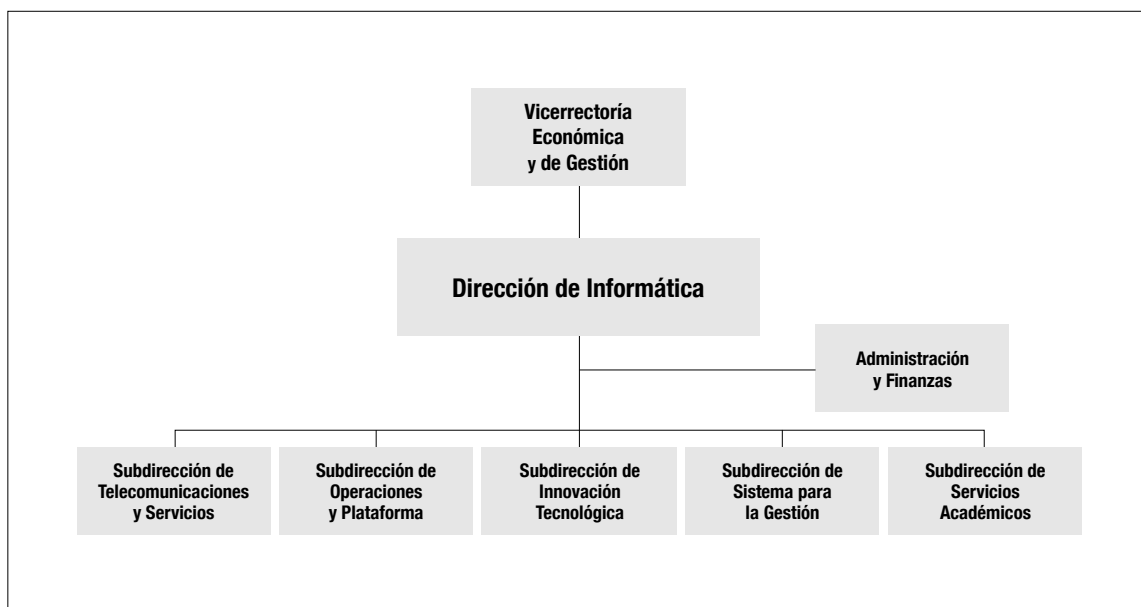 Vicerrectoría
Económica
y de Gestión
Dirección de Informática
Administración
y Finanzas
Subdirección de
Telecomunicaciones
y Servicios
Subdirección de
Operaciones
y Plataforma
Subdirección de
Innovación
Tecnológica
Subdirección de
Sistema para
la Gestión
Subdirección de
Servicios
Académicos